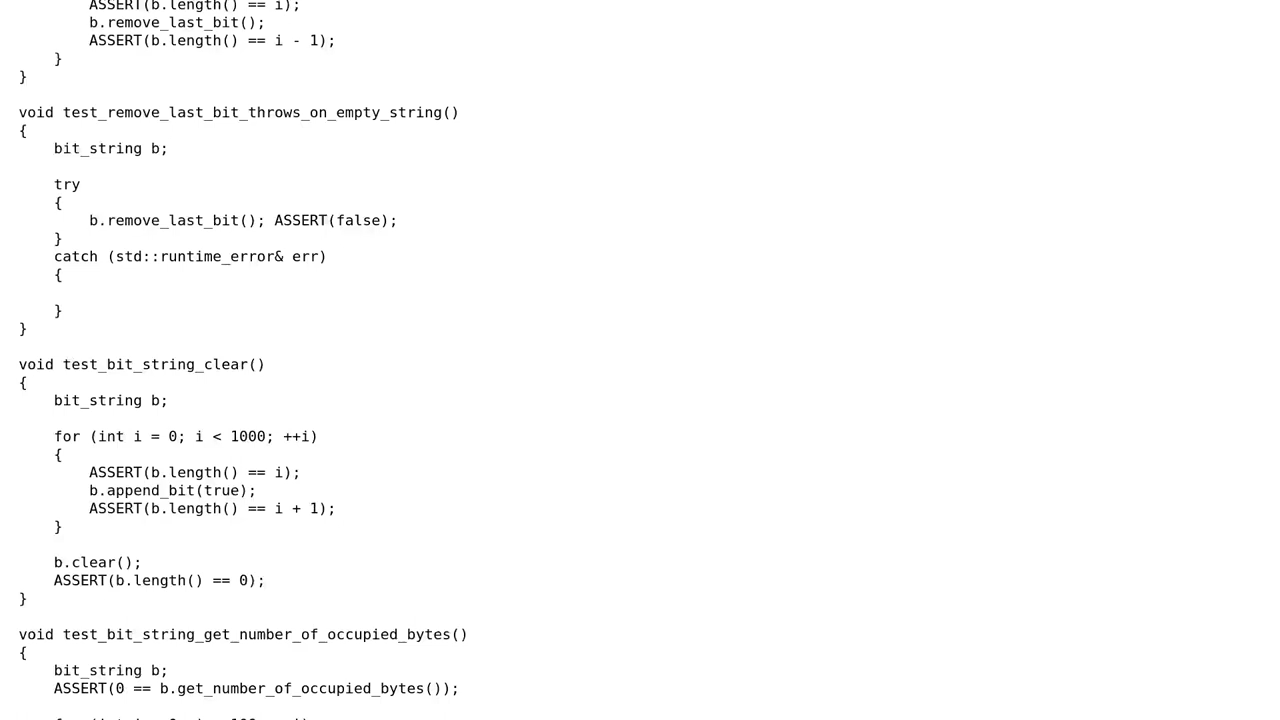 ASSERT(b.length() == i);
        b.remove_last_bit();
        ASSERT(b.length() == i - 1);
    }
}

void test_remove_last_bit_throws_on_empty_string()
{
    bit_string b;

    try
    {
        b.remove_last_bit(); ASSERT(false);
    }
    catch (std::runtime_error& err)
    {

    }
}

void test_bit_string_clear()
{
    bit_string b;

    for (int i = 0; i < 1000; ++i)
    {
        ASSERT(b.length() == i);
        b.append_bit(true);
        ASSERT(b.length() == i + 1);
    }

    b.clear();
    ASSERT(b.length() == 0);
}

void test_bit_string_get_number_of_occupied_bytes()
{
    bit_string b;
    ASSERT(0 == b.get_number_of_occupied_bytes());